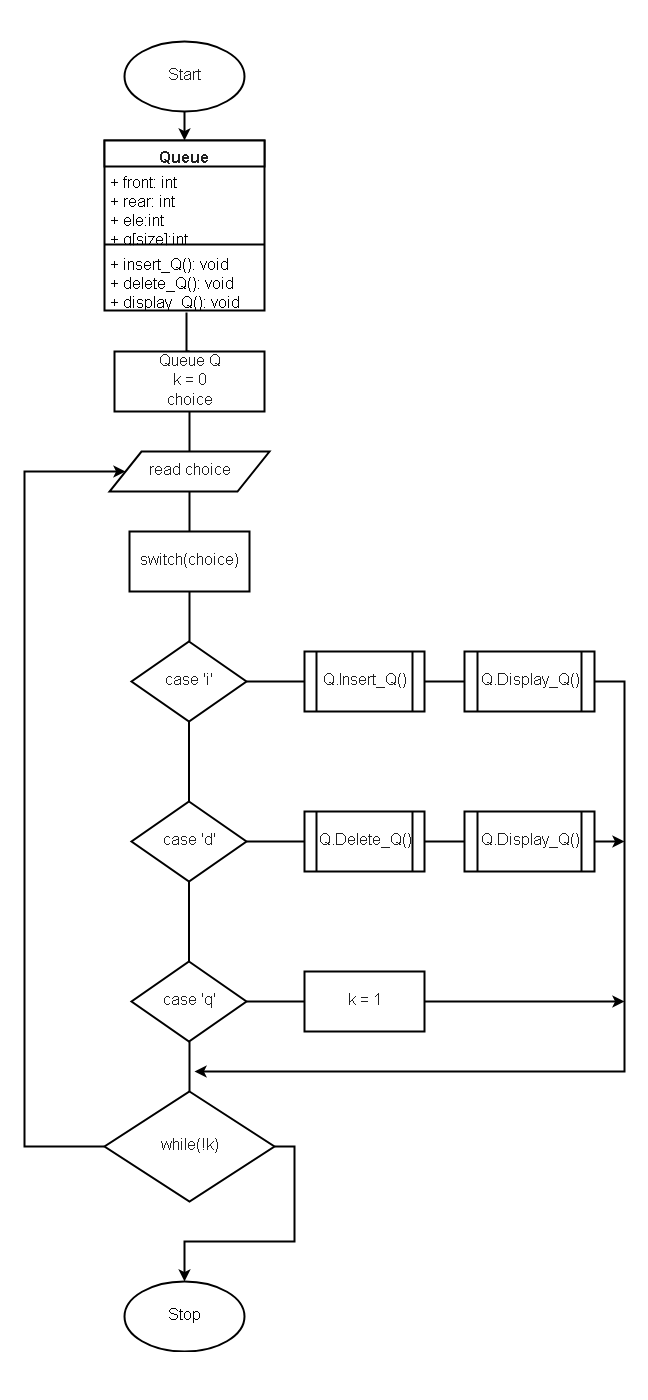 Start
Queue
+ front: int
+ rear: int
+ ele:int
+ q[size]:int
+ insert_Q(): void
+ delete_Q(): void
+ display_Q(): void
Queue Q
k = 0
choice
read choice
switch(choice)
case 'i'
Q.Insert_Q()
Q.Display_Q()
case 'd'
Q.Delete_Q()
Q.Display_Q()
case 'q'
k = 1
while(!k)
Stop